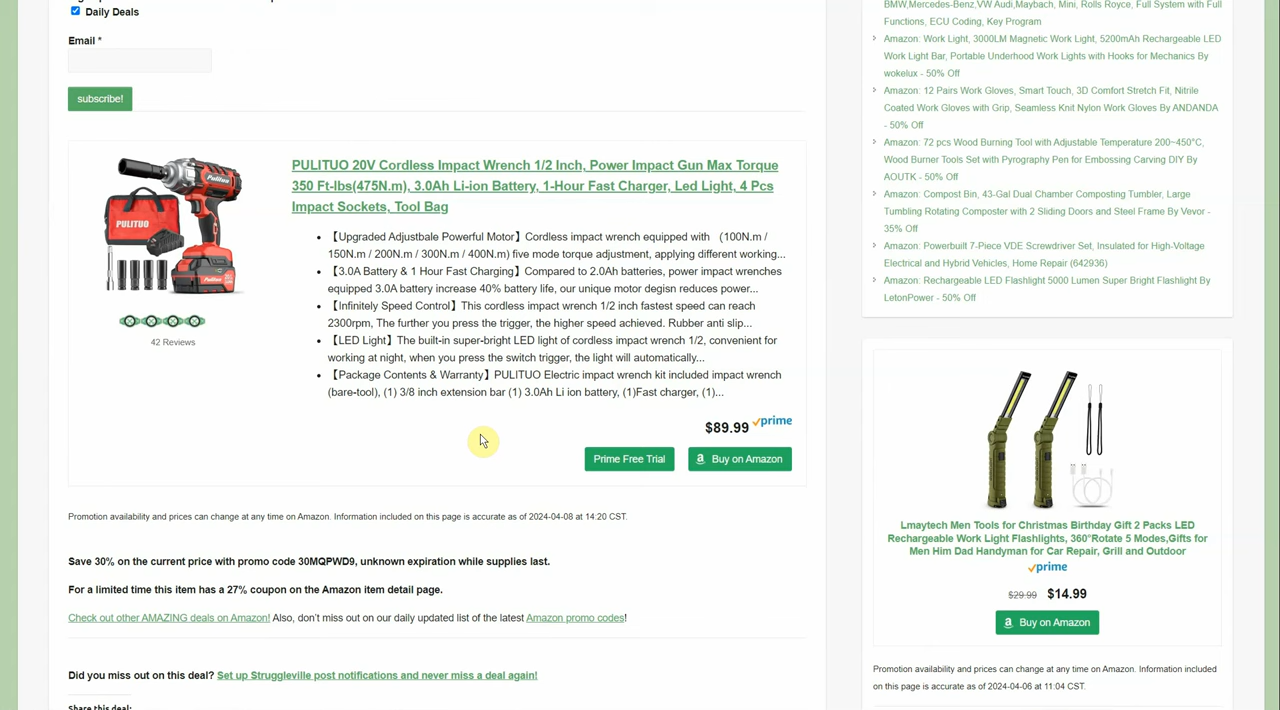 Daily Deals
Email *
subscribe!
PULITUO 20V Cordless Impact Wrench 1/2 Inch, Power Impact Gun Max Torque
350 Ft-lbs(475N.m), 3.0Ah Li-ion Battery, 1-Hour Fast Charger, Led Light, 4 Pcs
Impact Sockets, Tool Bag
【Upgraded Adjustbale Powerful Motor】Cordless impact wrench equipped with （100N.m /
150N.m / 200N.m / 300N.m / 400N.m) five mode torque adjustment, applying different working...
【3.0A Battery & 1 Hour Fast Charging】Compared to 2.0Ah batteries, power impact wrenches
equipped 3.0A battery increase 40% battery life, our unique motor degisn reduces power...
【Infinitely Speed Control】This cordless impact wrench 1/2 inch fastest speed can reach
2300rpm, The further you press the trigger, the higher speed achieved. Rubber anti slip...
【LED Light】The built-in super-bright LED light of cordless impact wrench 1/2, convenient for
working at night, when you press the switch trigger, the light will automatically...
【Package Contents & Warranty】PULITUO Electric impact wrench kit included impact wrench
(bare-tool), (1) 3/8 inch extension bar (1) 3.0Ah Li ion battery, (1)Fast charger, (1)...
Pulituo
PULITUO
42 Reviews
$89.99 prime
Prime Free Trial
Buy on Amazon
Promotion availability and prices can change at any time on Amazon. Information included on this page is accurate as of 2024-04-08 at 14:20 CST.
Save 30% on the current price with promo code 30MQPWD9, unknown expiration while supplies last.
For a limited time this item has a 27% coupon on the Amazon item detail page.
Check out other AMAZING deals on Amazon! Also, don't miss out on our daily updated list of the latest Amazon promo codes!
Did you miss out on this deal? Set up Struggleville post notifications and never miss a deal again!
Share this deal:
BMW,Mercedes-Benz,VW Audi,Maybach, Mini, Rolls Royce, Full System with Full
Functions, ECU Coding, Key Program
Amazon: Work Light, 3000LM Magnetic Work Light, 5200mAh Rechargeable LED
Work Light Bar, Portable Underhood Work Lights with Hooks for Mechanics By
wokelux - 50% Off
Amazon: 12 Pairs Work Gloves, Smart Touch, 3D Comfort Stretch Fit, Nitrile
Coated Work Gloves with Grip, Seamless Knit Nylon Work Gloves By ANDANDA
- 50% Off
Amazon: 72 pcs Wood Burning Tool with Adjustable Temperature 200~450°C,
Wood Burner Tools Set with Pyrography Pen for Embossing Carving DIY By
AOUTK - 50% Off
Amazon: Compost Bin, 43-Gal Dual Chamber Composting Tumbler, Large
Tumbling Rotating Composter with 2 Sliding Doors and Steel Frame By Vevor -
35% Off
Amazon: Powerbuilt 7-Piece VDE Screwdriver Set, Insulated for High-Voltage
Electrical and Hybrid Vehicles, Home Repair (642936)
Amazon: Rechargeable LED Flashlight 5000 Lumen Super Bright Flashlight By
LetonPower - 50% Off
Lmaytech Men Tools for Christmas Birthday Gift 2 Packs LED
Rechargeable Work Light Flashlights, 360°Rotate 5 Modes,Gifts for
Men Him Dad Handyman for Car Repair, Grill and Outdoor
prime
$29.99 $14.99
Buy on Amazon
Promotion availability and prices can change at any time on Amazon. Information included
on this page is accurate as of 2024-04-06 at 11:04 CST.